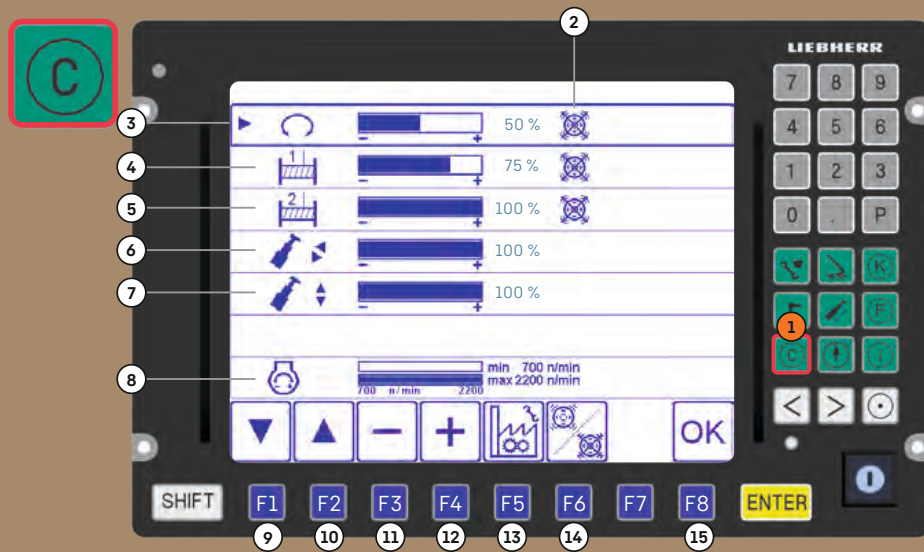 C
2
LIEBHERR
7 8 9
3
50 %
- +
4
1
75 %
- +
4 5 6
5
2
100 %
- +
1 2 3
6
100 %
- +
0 . P
7
100 %
- +
K
F
1
C
8
min 700 n/min
max 2200 n/min
700 n/min 2200
< >
- +
OK
SHIFT F1 F2 F3 F4 F5 F6 F7 F8 ENTER
9 10 11 12 13 14 15